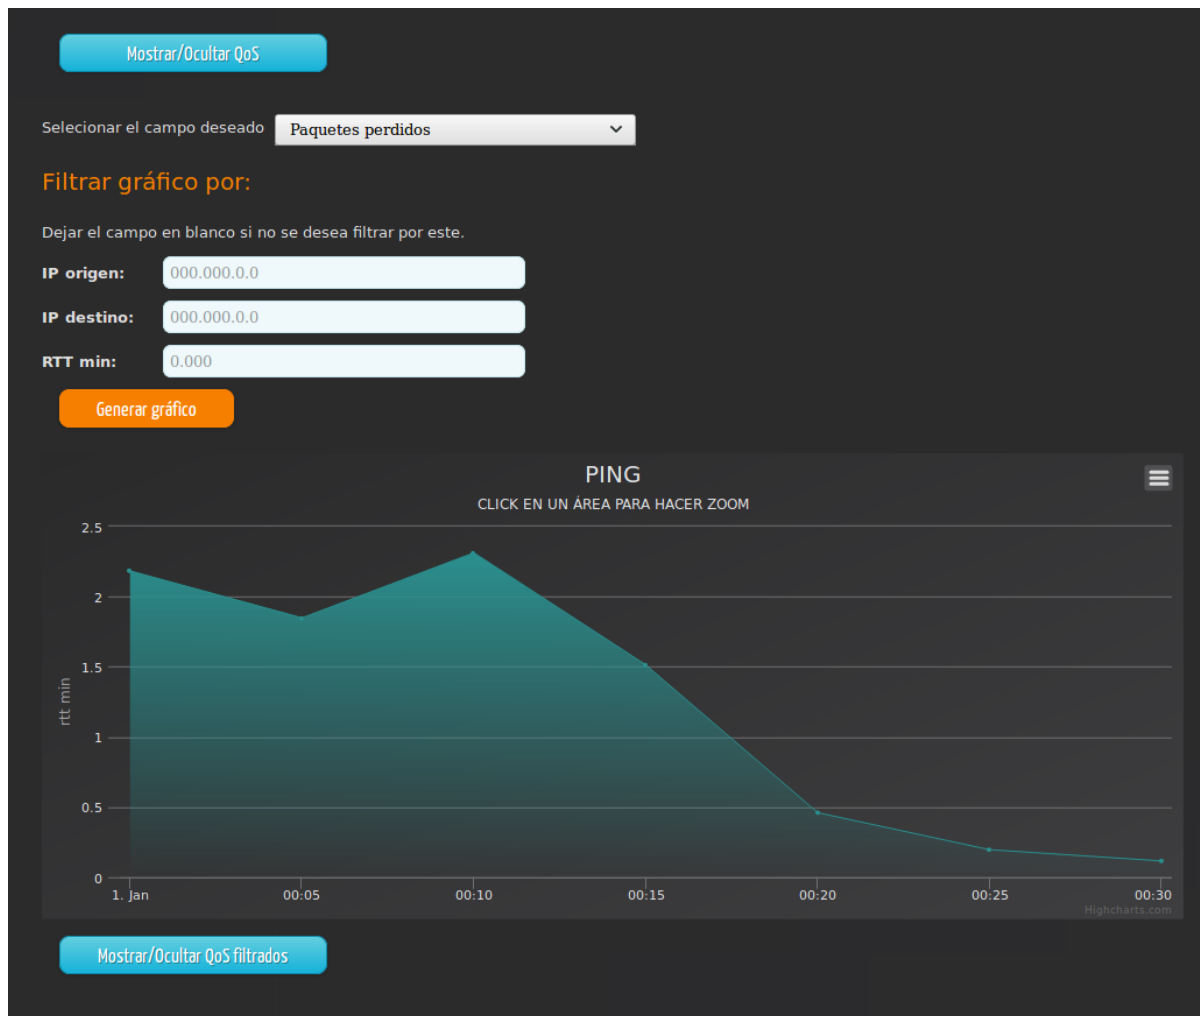 Mostrar/Ocultar QoS
Selecionar el campo deseado Paquetes perdidos
Filtrar gráfico por:
Dejar el campo en blanco si no se desea filtrar por este.
IP origen: 000.000.0.0
IP destino: 000.000.0.0
RTT min: 0.000
Generar gráfico
PING
CLICK EN UN ÁREA PARA HACER ZOOM
2.5
2
1.5
1
0.5
0
rtt min
1. Jan 00:05 00:10 00:15 00:20 00:25 00:30
Highcharts.com
Mostrar/Ocultar QoS filtrados